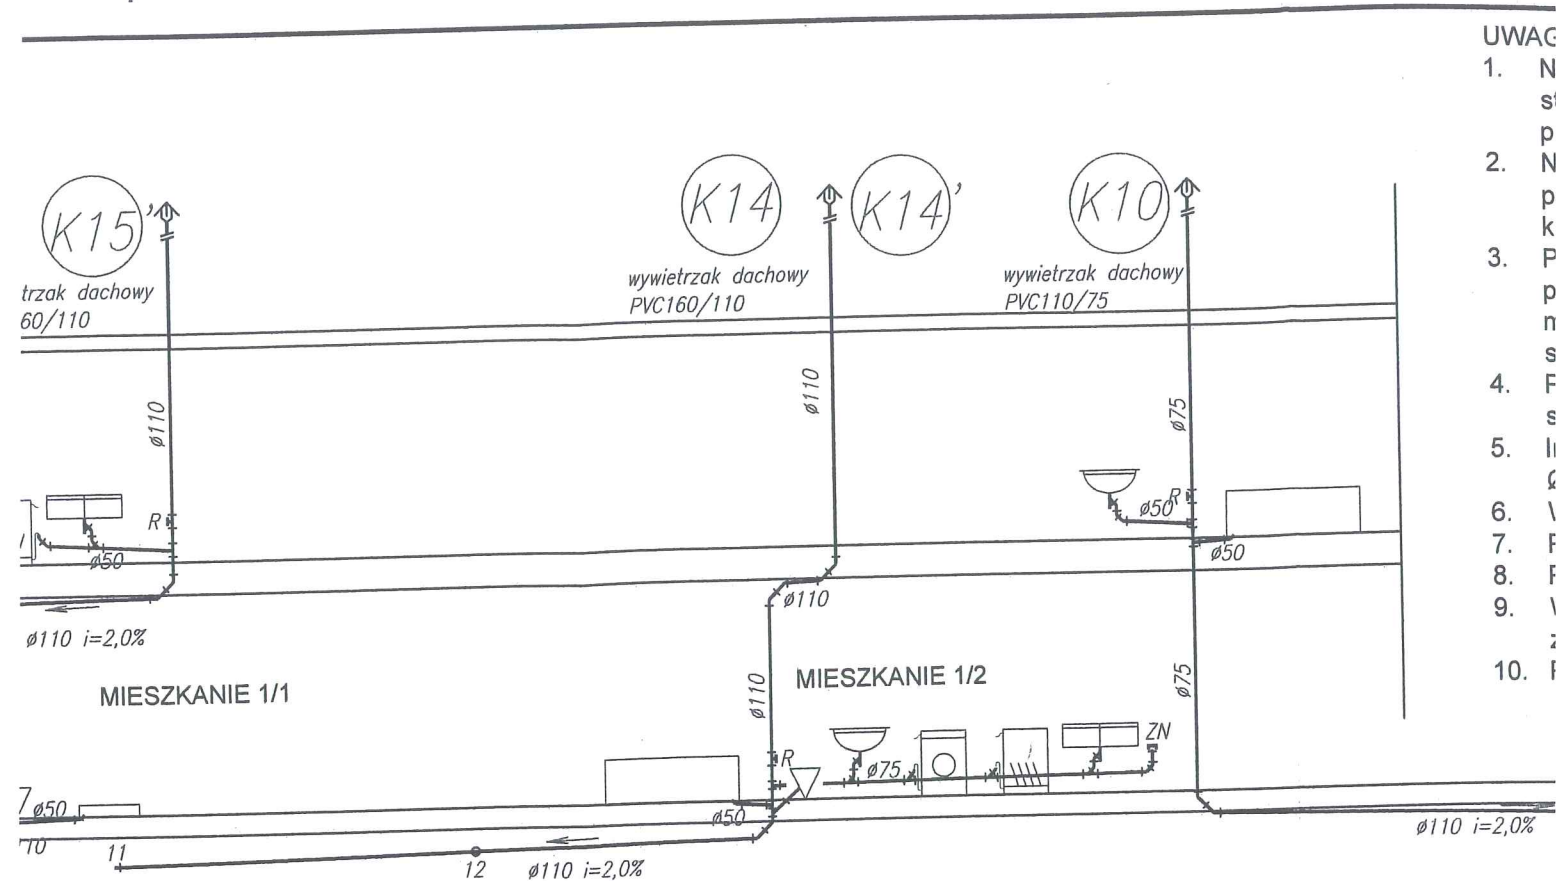 K15'
K14
K14'
K10
trzak dachowy
60/110
wywietrzak dachowy
PVC160/110
wywietrzak dachowy
PVC110/75
ø110
ø110
ø75
R
ø50
ø50
R
ø50
ø110
ø110 i=2,0%
MIESZKANIE 1/1
ø110
MIESZKANIE 1/2
ø75
R
ø75
ZN
ø50
ø50
ø110 i=2,0%
10
11
12
ø110 i=2,0%
UWAG
1. N
p
2. N
p
k
3. P
p
m
s
4. P
s
5.
6.
7.
8.
9.
z
10.